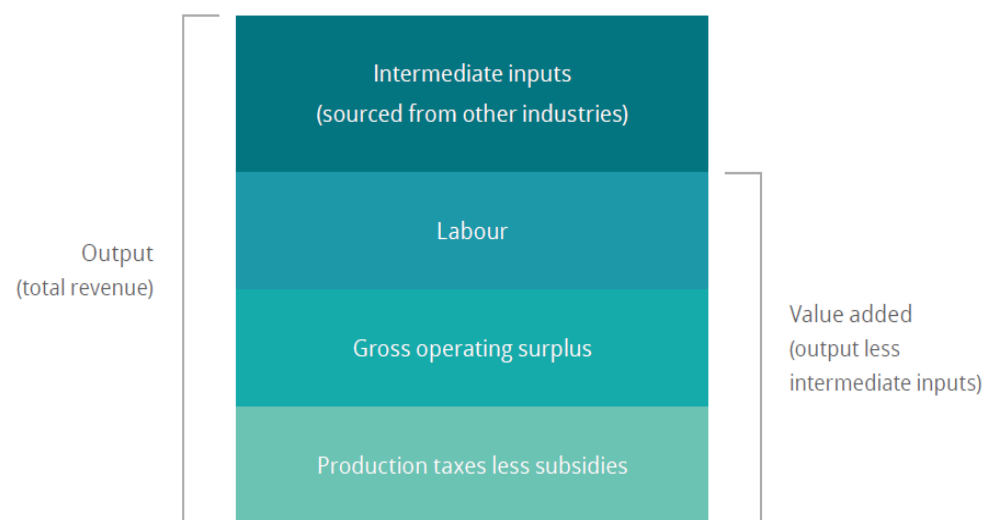 Intermediate inputs
(sourced from other industries)
Labour
Output
(total revenue)
Value added
(output less
intermediate inputs)
Gross operating surplus
Production taxes less subsidies